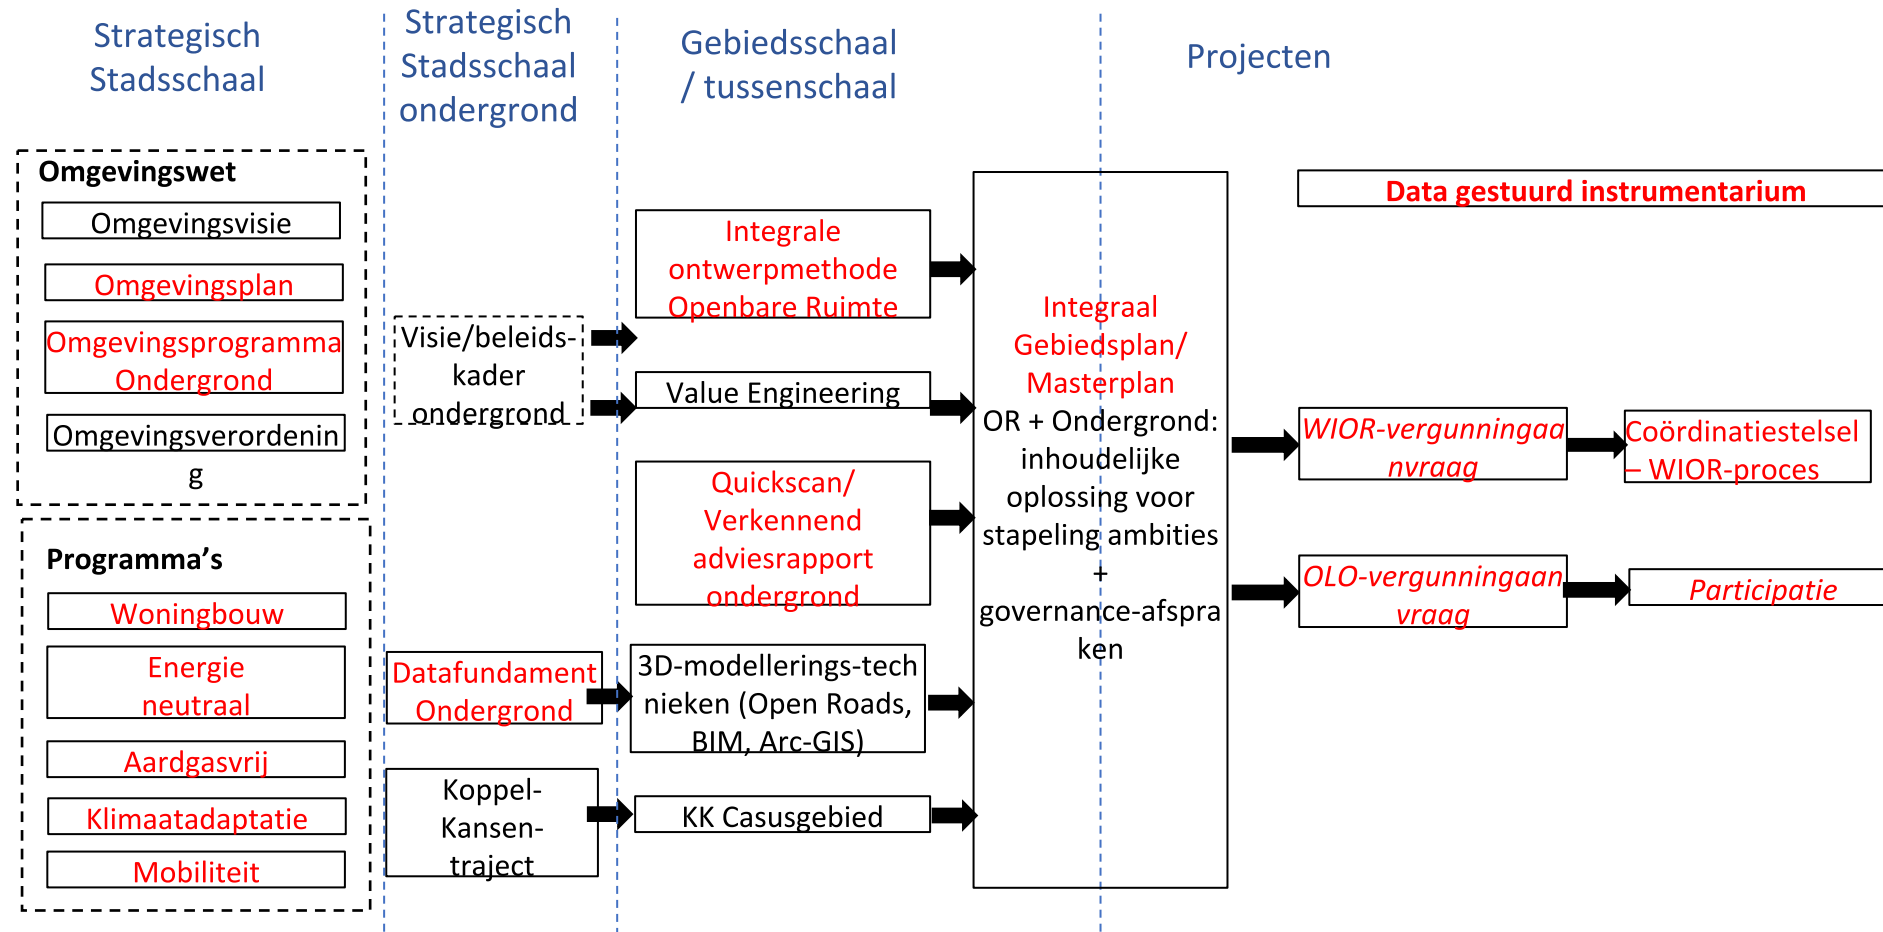 Strategisch
Stadsschaal
Strategisch
Stadsschaal
ondergrond
Gebiedsschaal
/ tussenschaal
Projecten
Omgevingswet
Omgevingsvisie
Omgevingsplan
Omgevingsprogramma
Ondergrond
Omgevingsverordenin
g
Programma’s
Woningbouw
Energie
neutraal
Aardgasvrij
Klimaatadaptatie
Mobiliteit
Visie/beleids-
kader
ondergrond
Datafundament
Ondergrond
Koppel-
Kansen-
traject
Integrale
ontwerpmethode
Openbare Ruimte
Value Engineering
Quickscan/
Verkennend
adviesrapport
ondergrond
3D-modellerings-tech
nieken (Open Roads,
BIM, Arc-GIS)
KK Casusgebied
Integraal
Gebiedsplan/
Masterplan
OR + Ondergrond:
inhoudelijke
oplossing voor
stapeling ambities
+
governance-afspra
ken
Data gestuurd instrumentarium
WIOR-vergunningaa
nvraag
Coördinatiestelsel
– WIOR-proces
OLO-vergunningaan
vraag
Participatie